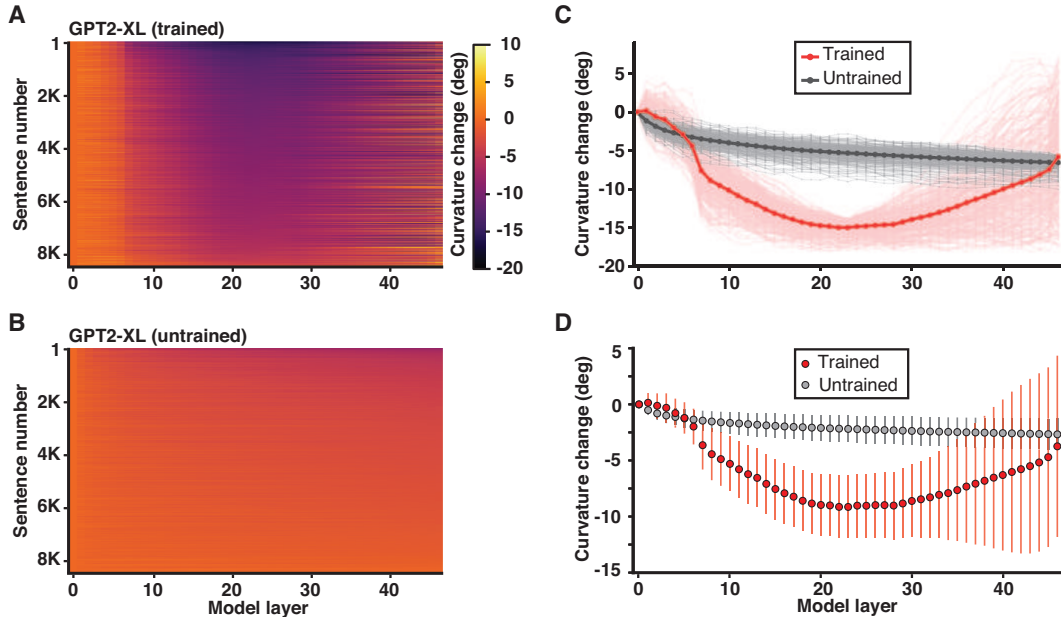 A
GPT2-XL (trained)
Sentence number
1
2K
4K
6K
8K
0
10
20
30
40
Curvature change (deg)
10
5
0
-5
-10
-15
-20
B
GPT2-XL (untrained)
Sentence number
1
2K
4K
6K
8K
0
10
20
30
40
Model layer
C
Trained
Untrained
Curvature change (deg)
5
0
-5
-10
-15
-20
0
10
20
30
40
D
Trained
Untrained
Curvature change (deg)
5
0
-5
-10
-15
0
10
20
30
40
Model layer